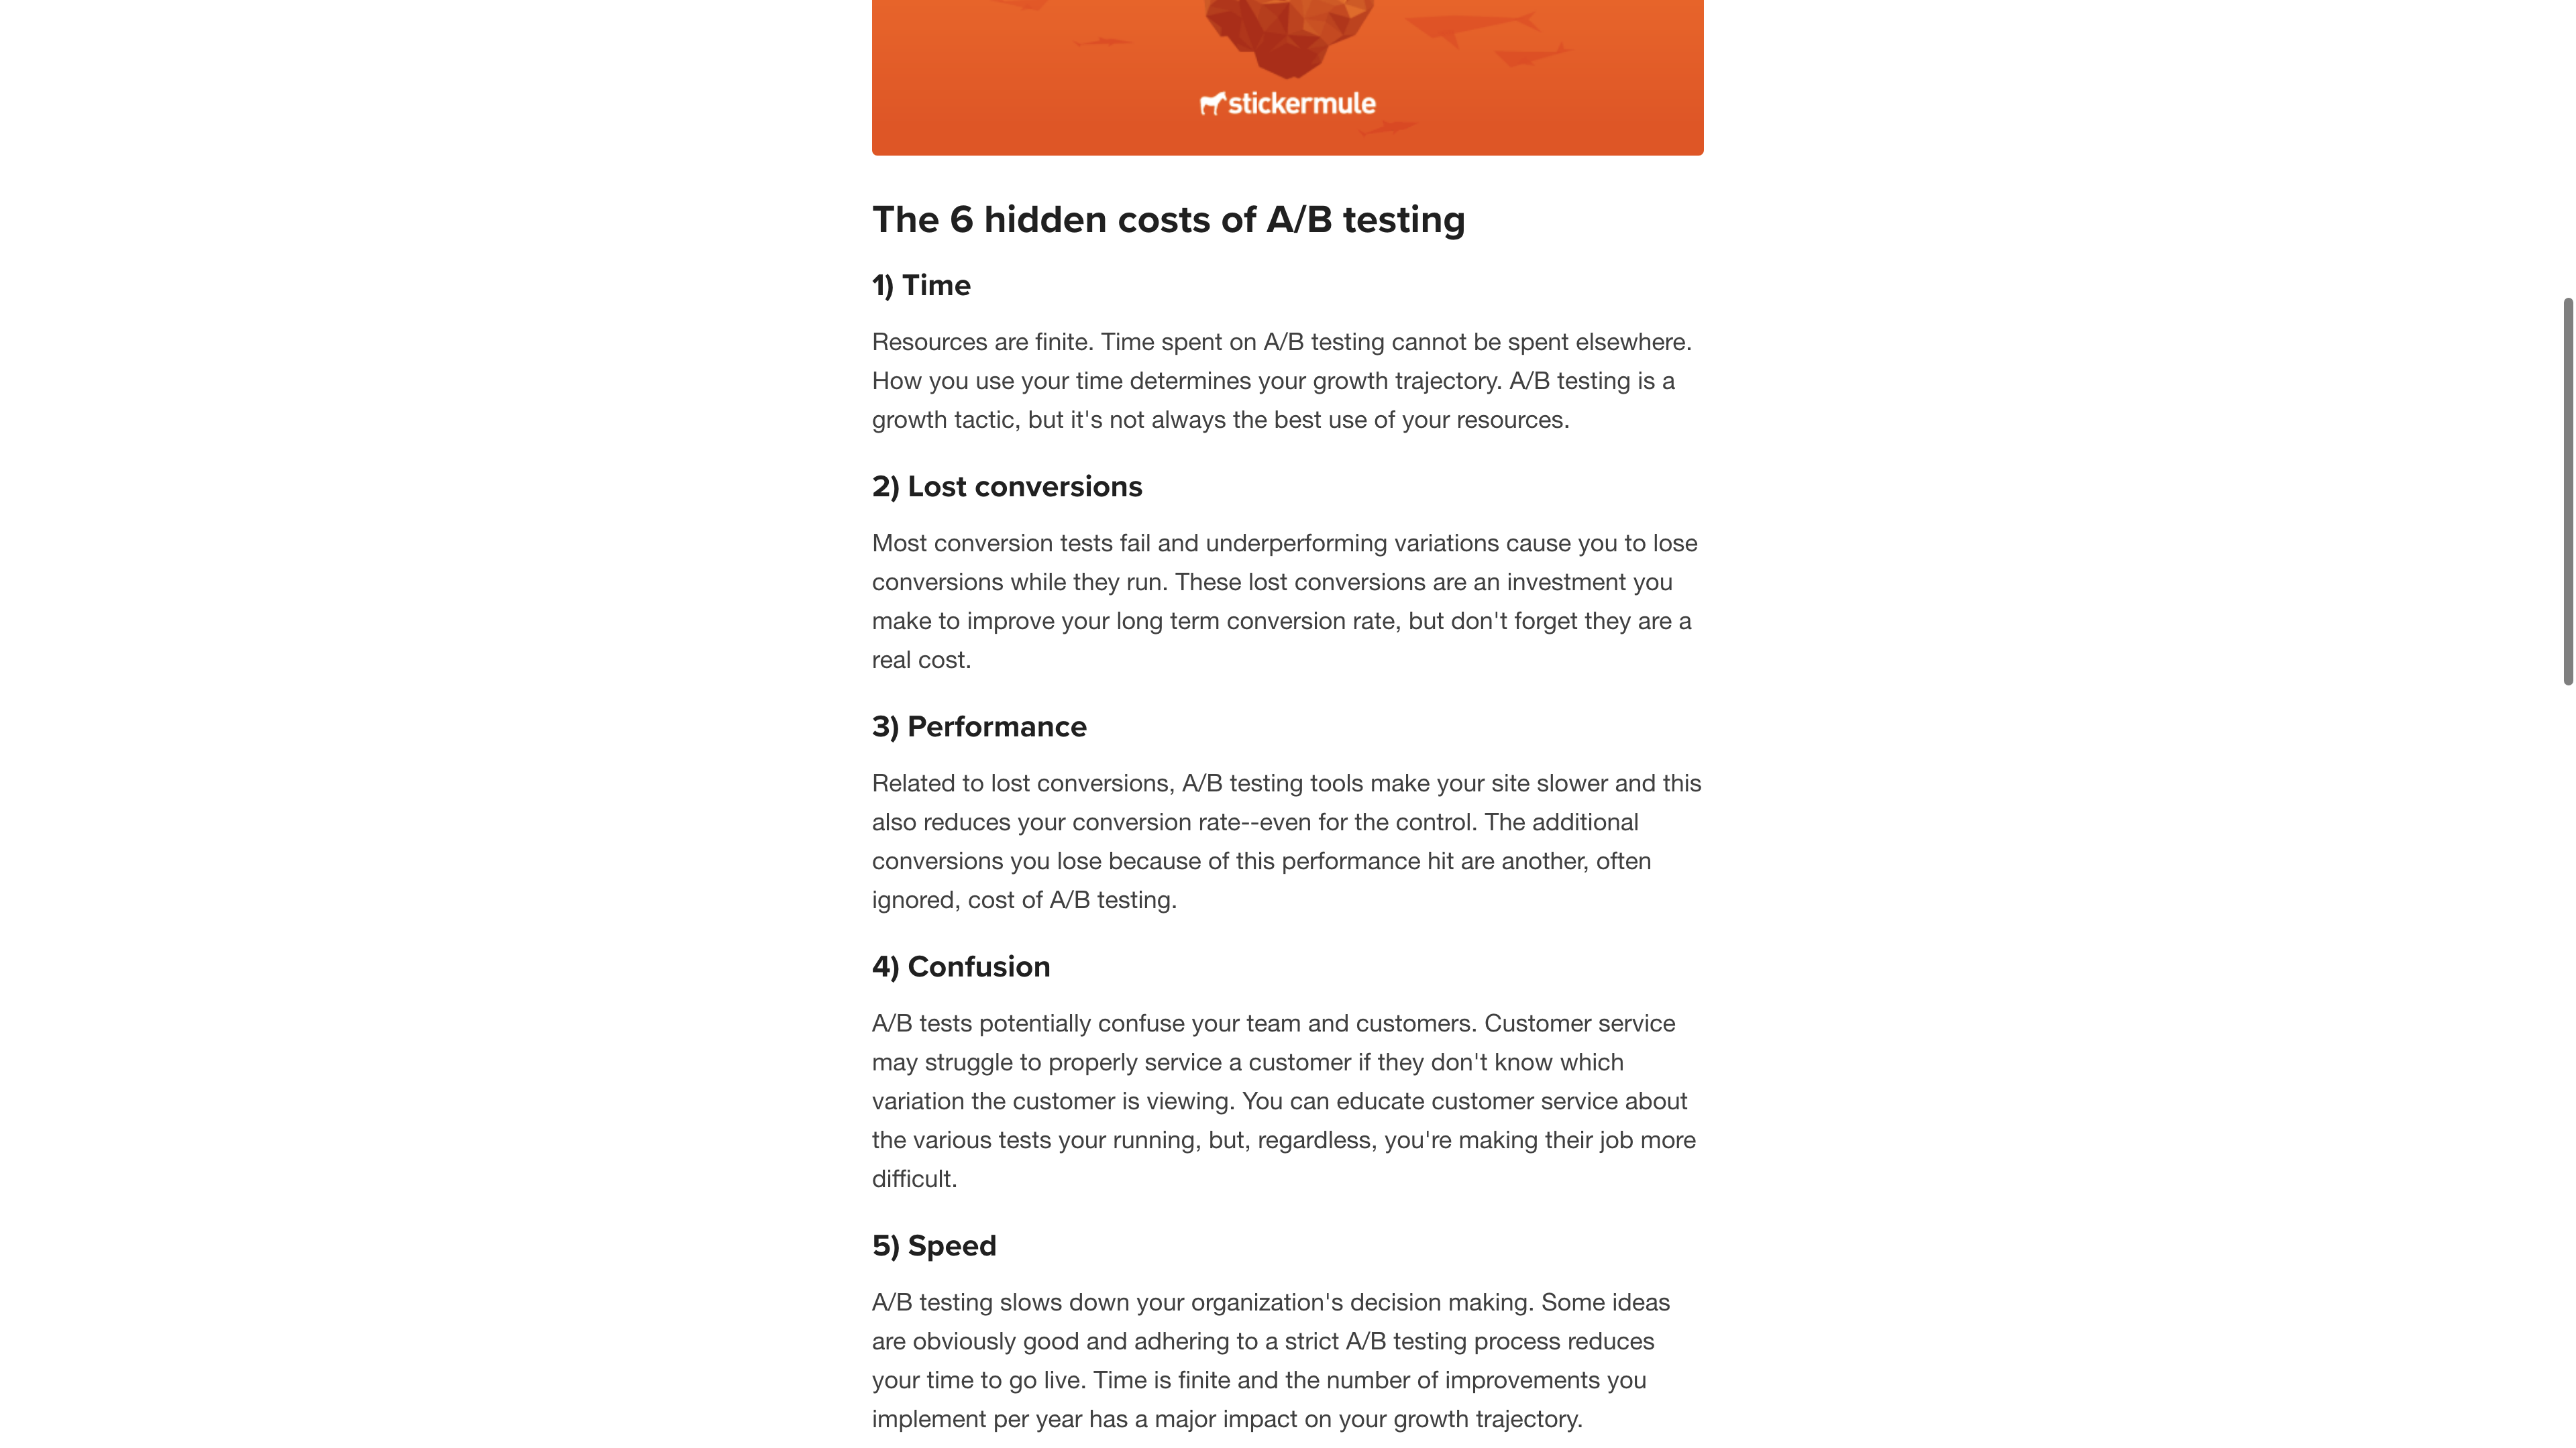 stickermule
The 6 hidden costs of A/B testing
1) Time
Resources are finite. Time spent on A/B testing cannot be spent elsewhere.
How you use your time determines your growth trajectory. A/B testing is a
growth tactic, but it's not always the best use of your resources.
2) Lost conversions
Most conversion tests fail and underperforming variations cause you to lose
conversions while they run. These lost conversions are an investment you
make to improve your long term conversion rate, but don't forget they are a
real cost.
3) Performance
Related to lost conversions, A/B testing tools make your site slower and this
also reduces your conversion rate--even for the control. The additional
conversions you lose because of this performance hit are another, often
ignored, cost of A/B testing.
4) Confusion
A/B tests potentially confuse your team and customers. Customer service
may struggle to properly service a customer if they don't know which
variation the customer is viewing. You can educate customer service about
the various tests your running, but, regardless, you're making their job more
difficult.
5) Speed
A/B testing slows down your organization's decision making. Some ideas
are obviously good and adhering to a strict A/B testing process reduces
your time to go live. Time is finite and the number of improvements you
implement per year has a major impact on your growth trajectory.